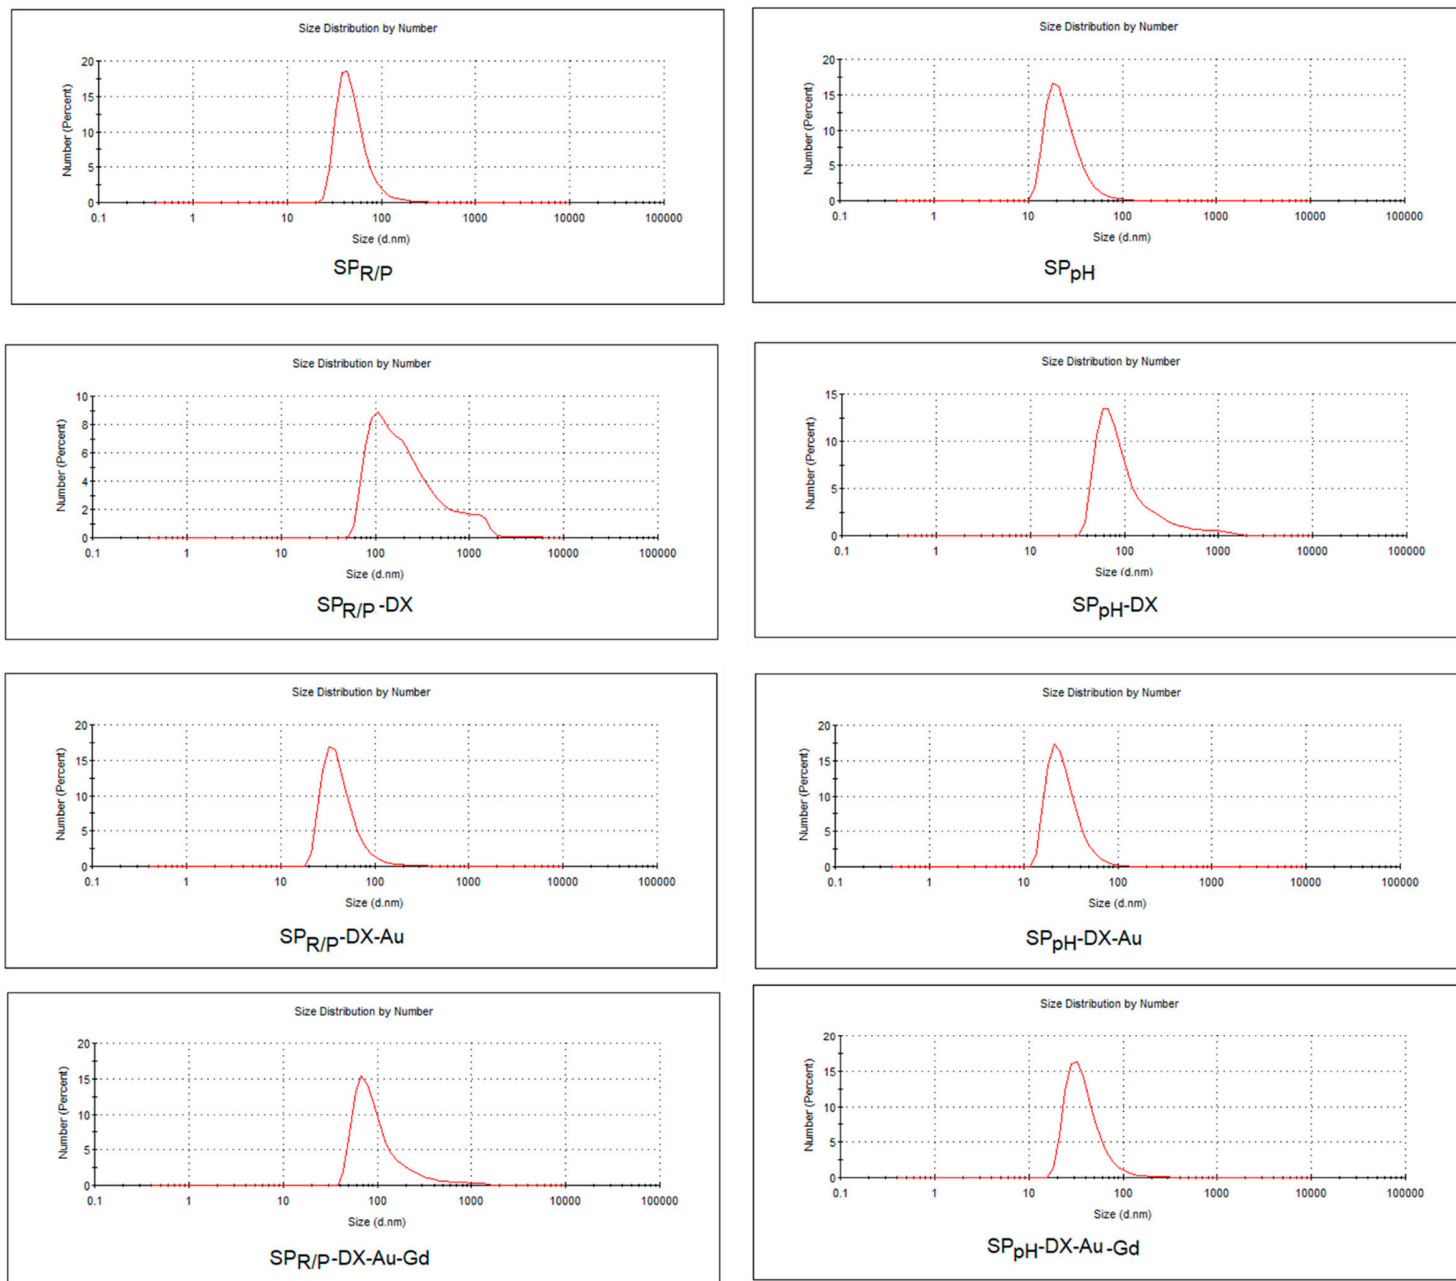 Size Distribution by Number
Number (Percent)
20
15
10
5
0
0.1 1 10 100 1000 10000 100000
Size (d.nm)
SPR/P
Size Distribution by Number
Number (Percent)
20
15
10
5
0
0.1 1 10 100 1000 10000 100000
Size (d.nm)
SPpH
Size Distribution by Number
Number (Percent)
10
8
6
4
2
0
0.1 1 10 100 1000 10000 100000
Size (d.nm)
SPR/P-DX
Size Distribution by Number
Number (Percent)
15
10
5
0
0.1 1 10 100 1000 10000 100000
Size (d.nm)
SPpH-DX
Size Distribution by Number
Number (Percent)
20
15
10
5
0
0.1 1 10 100 1000 10000 100000
Size (d.nm)
SPR/P-DX-Au
Size Distribution by Number
Number (Percent)
20
15
10
5
0
0.1 1 10 100 1000 10000 100000
Size (d.nm)
SPpH-DX-Au
Size Distribution by Number
Number (Percent)
20
15
10
5
0
0.1 1 10 100 1000 10000 100000
Size (d.nm)
SPR/P-DX-Au-Gd
Size Distribution by Number
Number (Percent)
20
15
10
5
0
0.1 1 10 100 1000 10000 100000
Size (d.nm)
SPpH-DX-Au-Gd